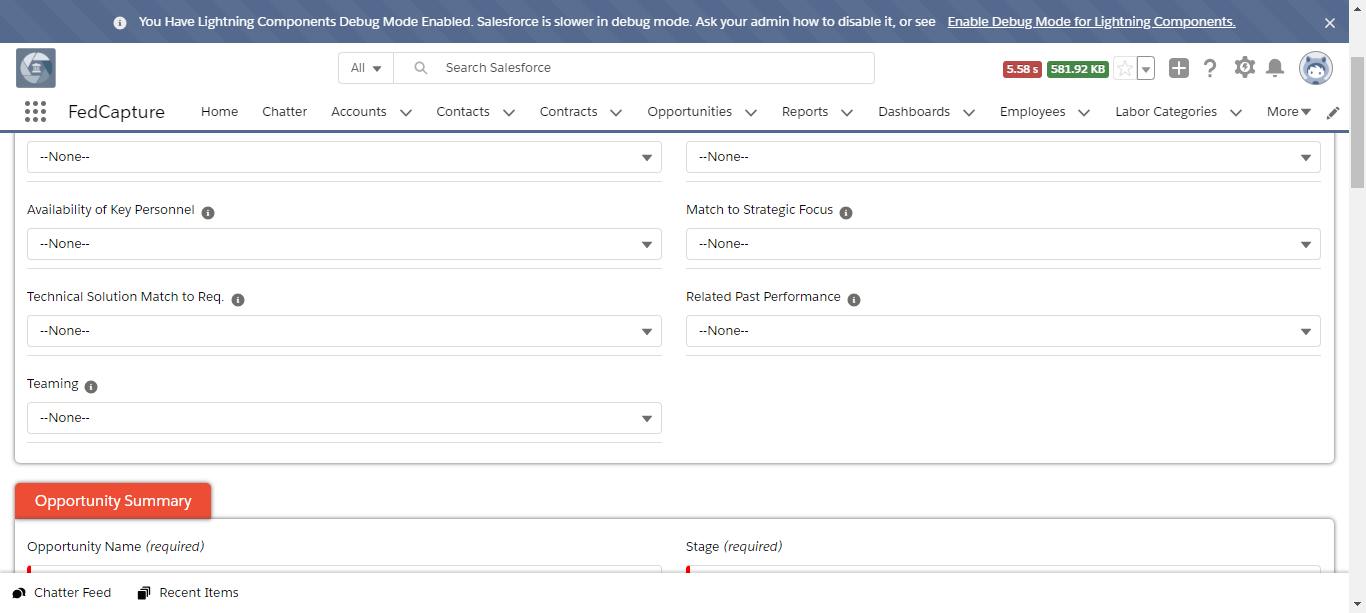 You Have Lightning Components Debug Mode Enabled. Salesforce is slower in debug mode. Ask your admin how to disable it, or see Enable Debug Mode for Lightning Components.
All Search Salesforce 5.58 s 581.92 KB
FedCapture Home Chatter Accounts Contacts Contracts Opportunities Reports Dashboards Employees Labor Categories More
--None-- --None--
Availability of Key Personnel Match to Strategic Focus
--None-- --None--
Technical Solution Match to Req. Related Past Performance
--None-- --None--
Teaming
--None--
Opportunity Summary
Opportunity Name (required) Stage (required)
Chatter Feed Recent Items